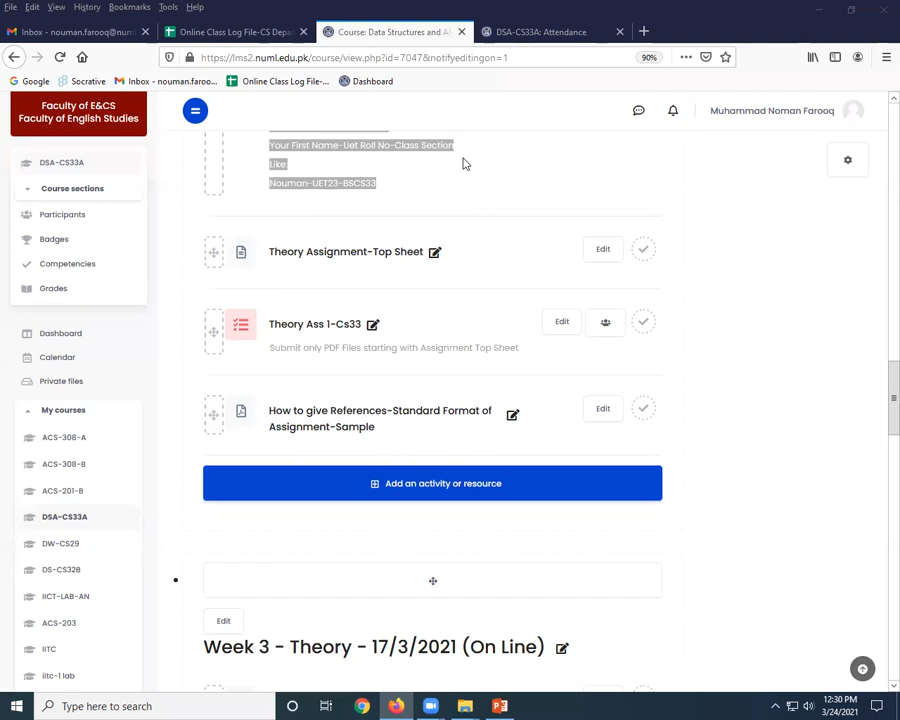 File Edit View History Bookmarks Tools Help
Inbox - nouman.farooq@num
Online Class Log File-CS Depar
Course: Data Structures and Al
DSA-CS33A: Attendance
https://lms2.numl.edu.pk/course/view.php?id=7047&notifyeditingon=1
90%
Google
Socrative
Inbox - nouman.faroo...
Online Class Log File-...
Dashboard
Faculty of E&CS
Faculty of English Studies
Muhammad Noman Farooq
DSA-CS33A
Course sections
Participants
Badges
Competencies
Grades
Dashboard
Calendar
Private files
My courses
ACS-308-A
ACS-308-B
ACS-201-B
DSA-CS33A
DW-CS29
DS-CS32B
IICT-LAB-AN
ACS-203
IITC
iitc-1 lab
Your First Name-Uet Roll No-Class Section
Like:
Nouman-UET23-BSCS33
Theory Assignment-Top Sheet
Edit
Theory Ass 1-Cs33
Edit
Submit only PDF Files starting with Assignment Top Sheet
How to give References-Standard Format of
Assignment-Sample
Edit
Add an activity or resource
Edit
Week 3 - Theory - 17/3/2021 (On Line)
Type here to search
12:30 PM
3/24/2021